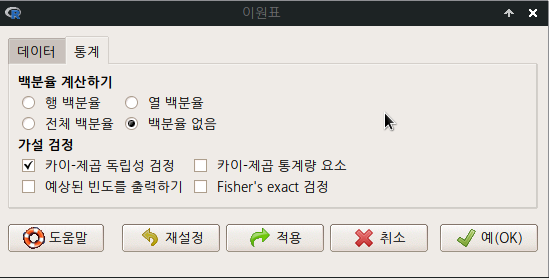 이원표
데이터 통계
백분율 계산하기
행 백분율 열 백분율
전체 백분율 백분율 없음
가설 검정
카이-제곱 독립성 검정 카이-제곱 통계량 요소
예상된 빈도를 출력하기 Fisher's exact 검정
도움말 재설정 적용 취소 예(OK)